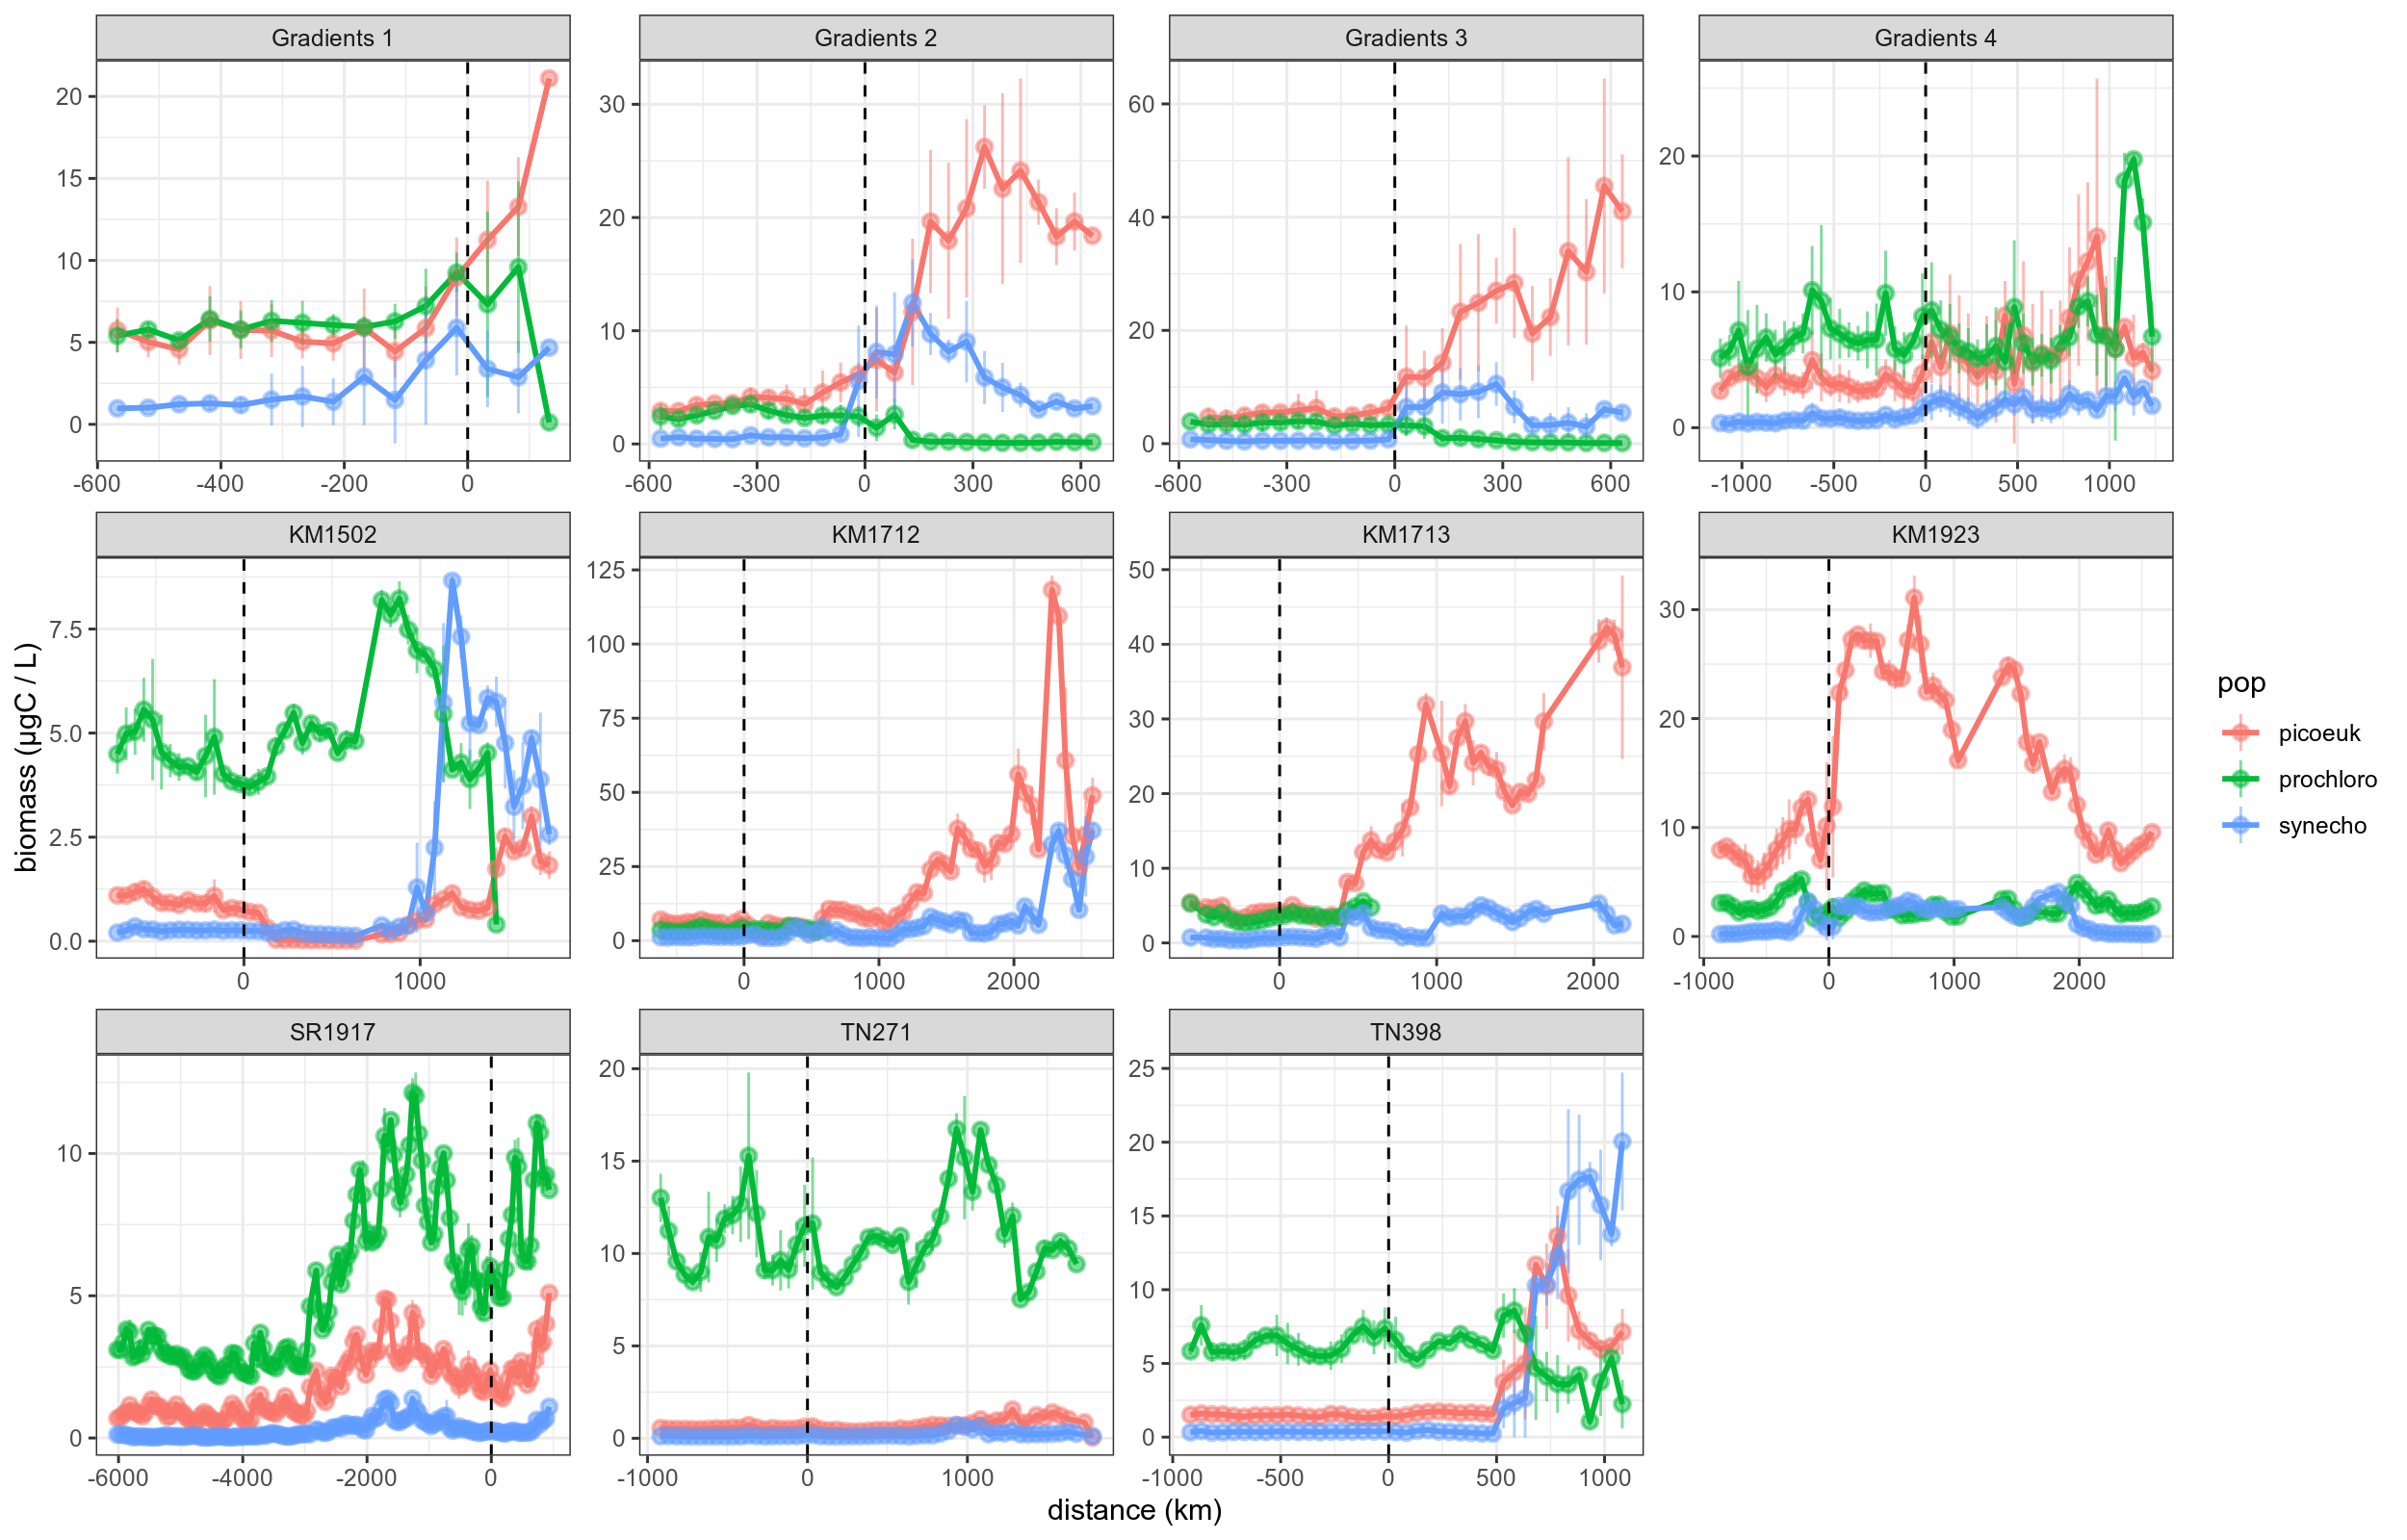 Gradients 1 Gradients 2 Gradients 3 Gradients 4
20 15 10 5 0
30 20 10 0
60 40 20 0
20 10 0
-600 -400 -200 0
-600 -300 0 300 600
-600 -300 0 300 600
-1000 -500 0 500 1000
KM1502 KM1712 KM1713 KM1923
7.5 5.0 2.5 0.0
125 100 75 50 25 0
50 40 30 20 10 0
30 20 10 0
0 1000
0 1000 2000
0 1000 2000
-1000 0 1000 2000
SR1917 TN271 TN398
10 5 0
20 15 10 5 0
25 20 15 10 5 0
-6000 -4000 -2000 0
-1000 0 1000
-1000 -500 0 500 1000
distance (km)
biomass (µgC / L)
pop
picoeuk
prochloro
synecho